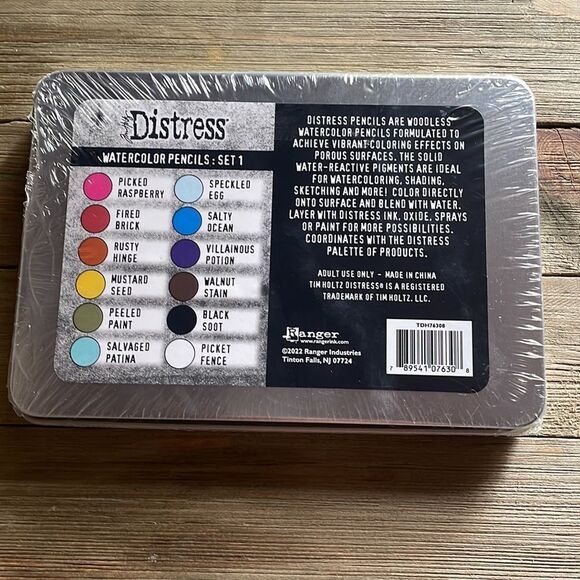 Distress®
WATERCOLOR PENCILS: SET 1
PICKED
RASPBERRY
FIRED
BRICK
RUSTY
HINGE
MUSTARD
SEED
PEELED
PAINT
SALVAGED
PATINA
SPECKLED
EGG
SALTY
OCEAN
VILLAINOUS
POTION
WALNUT
STAIN
BLACK
SOOT
PICKET
FENCE
DISTRESS PENCILS ARE WOODLESS
WATERCOLOR PENCILS FORMULATED TO
ACHIEVE VIBRANT COLORING EFFECTS ON
POROUS SURFACES. THE SOLID
WATER-REACTIVE PIGMENTS ARE IDEAL
FOR WATERCOLORING, SHADING,
SKETCHING AND MORE! COLOR DIRECTLY
ONTO SURFACE AND BLEND WITH WATER.
LAYER WITH DISTRESS INK, OXIDE, SPRAYS
OR PAINT FOR MORE POSSIBILITIES.
COORDINATES WITH THE DISTRESS
PALETTE OF PRODUCTS.
ADULT USE ONLY - MADE IN CHINA
TIM HOLTZ DISTRESS® IS A REGISTERED
TRADEMARK OF TIM HOLTZ, LLC.
Ranger
www.rangerink.com
©2022 Ranger Industries
Tinton Falls, NJ 07724
TDH76308
7 89541 07630 8